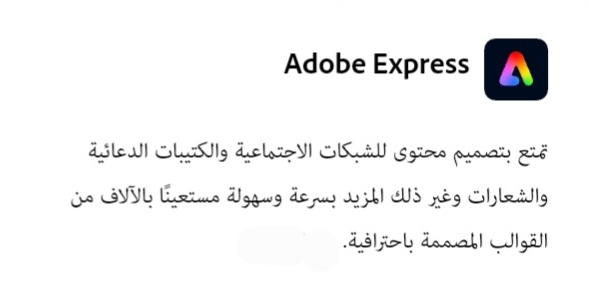 Adobe Express
تمتع بتصميم محتوى للشبكات الاجتماعية والكتيبات الدعائية
والشعارات وغير ذلك المزيد بسرعة وسهولة مستعينًا بالآلاف من
القوالب المصممة باحترافية.